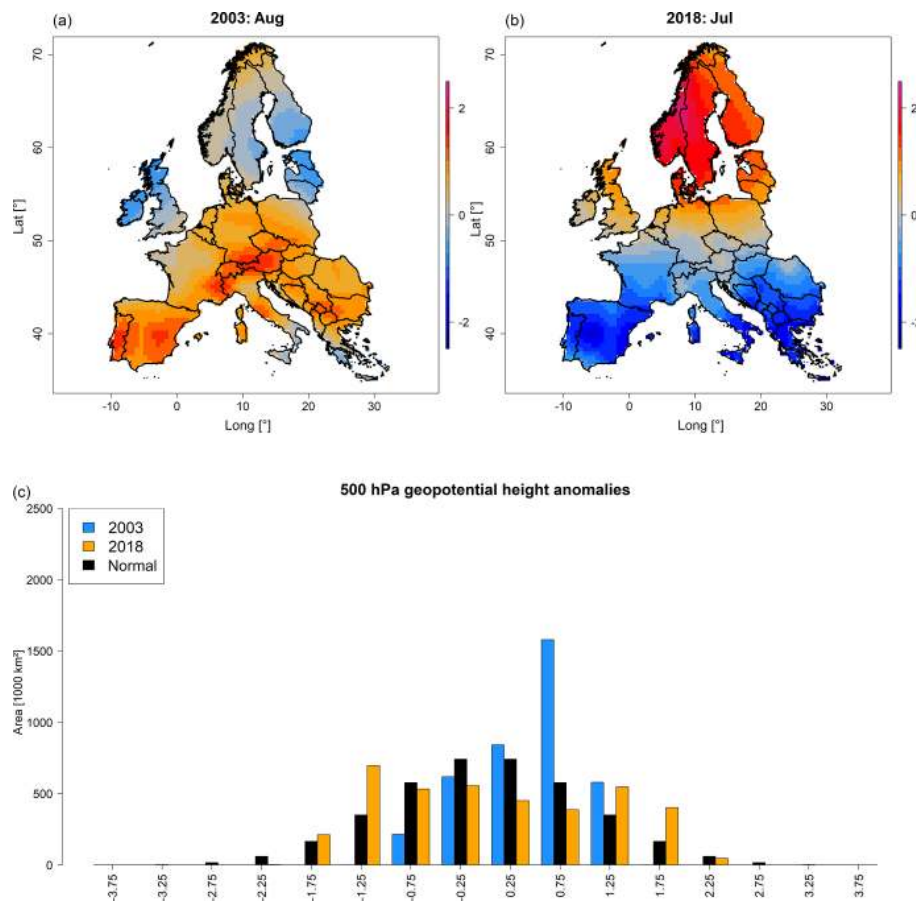 (a)
2003: Aug
Lat [°]
70
60
50
40
-10 0 10 20 30
Long [°]
2
0
-2
(b)
2018: Jul
Lat [°]
70
60
50
40
-10 0 10 20 30
Long [°]
2
0
-2
(c)
500 hPa geopotential height anomalies
2003
2018
Normal
Area [1000 km²]
2500
2000
1500
1000
500
0
-3.75 -3.25 -2.75 -2.25 -1.75 -1.25 -0.75 -0.25 0.25 0.75 1.25 1.75 2.25 2.75 3.25 3.75